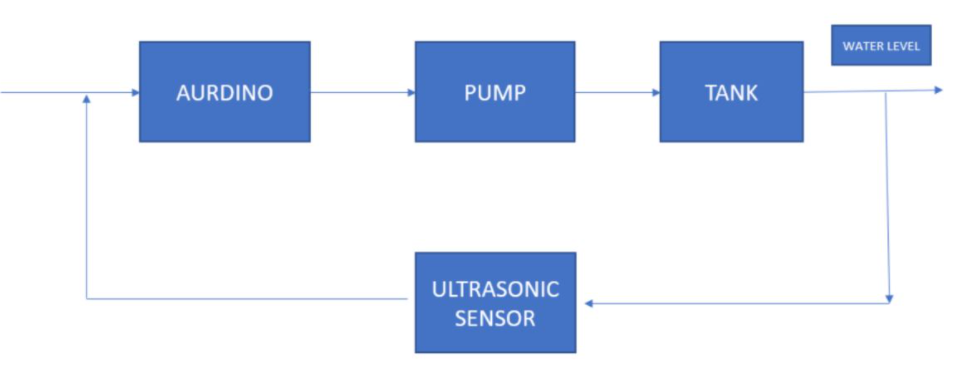 WATER LEVEL
AURDINO
PUMP
TANK
ULTRASONIC
SENSOR